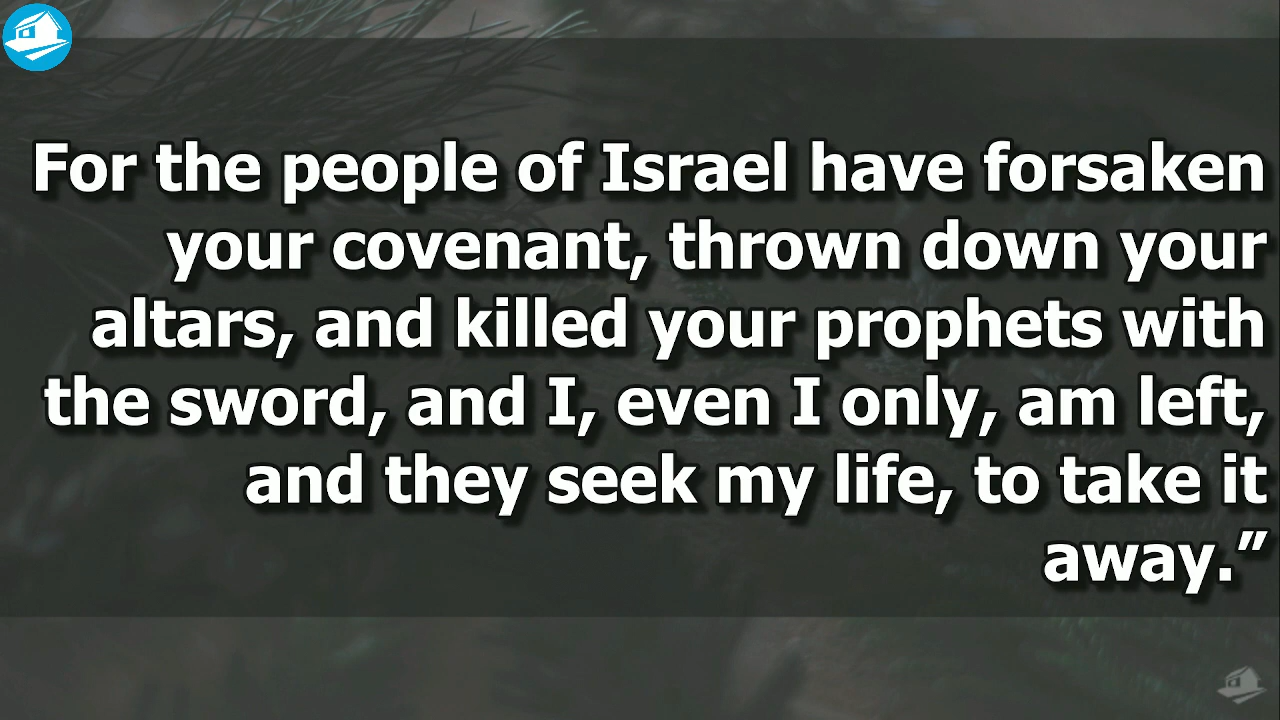 For the people of Israel have forsaken
your covenant, thrown down your
altars, and killed your prophets with
the sword, and I, even I only, am left,
and they seek my life, to take it
away.”